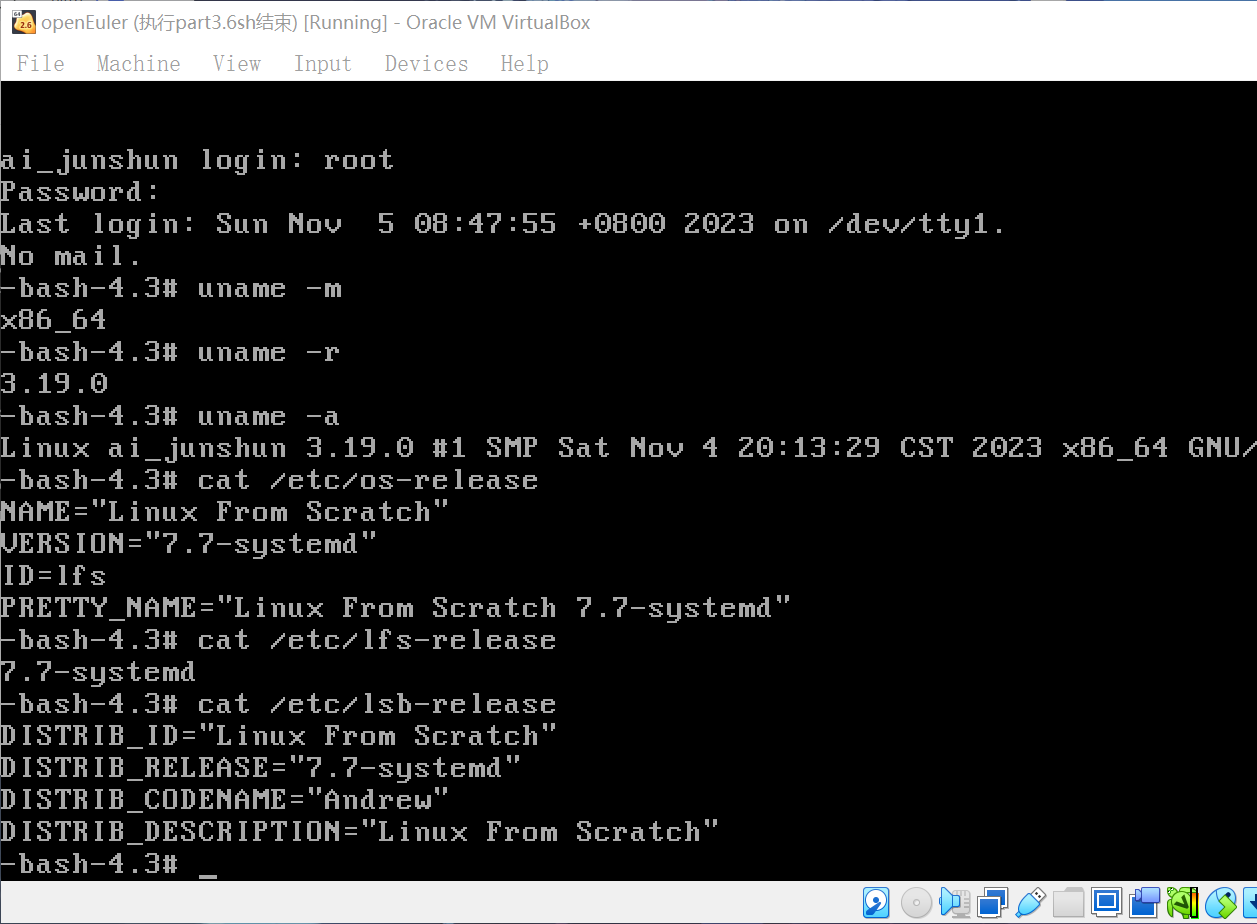 openEuler (执行part3.6sh结束) [Running] - Oracle VM VirtualBox
File Machine View Input Devices Help
ai_junshun login: root
Password:
Last login: Sun Nov  5 08:47:55 +0800 2023 on /dev/tty1.
No mail.
-bash-4.3# uname -m
x86_64
-bash-4.3# uname -r
3.19.0
-bash-4.3# uname -a
Linux ai_junshun 3.19.0 #1 SMP Sat Nov 4 20:13:29 CST 2023 x86_64 GNU/
-bash-4.3# cat /etc/os-release
NAME="Linux From Scratch"
VERSION="7.7-systemd"
ID=lfs
PRETTY_NAME="Linux From Scratch 7.7-systemd"
-bash-4.3# cat /etc/lfs-release
7.7-systemd
-bash-4.3# cat /etc/lsb-release
DISTRIB_ID="Linux From Scratch"
DISTRIB_RELEASE="7.7-systemd"
DISTRIB_CODENAME="Andrew"
DISTRIB_DESCRIPTION="Linux From Scratch"
-bash-4.3# _